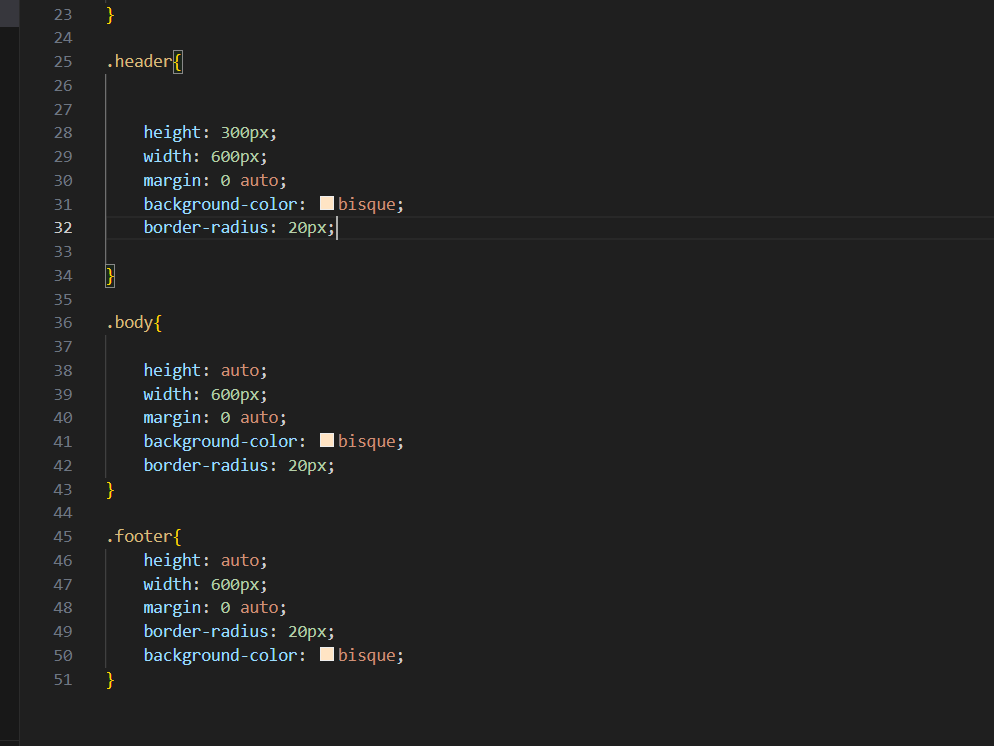 23 }
24
25 .header{
26
27
28 height: 300px;
29 width: 600px;
30 margin: 0 auto;
31 background-color: bisque;
32 border-radius: 20px;
33
34 }
35
36 .body{
37
38 height: auto;
39 width: 600px;
40 margin: 0 auto;
41 background-color: bisque;
42 border-radius: 20px;
43 }
44
45 .footer{
46 height: auto;
47 width: 600px;
48 margin: 0 auto;
49 border-radius: 20px;
50 background-color: bisque;
51 }